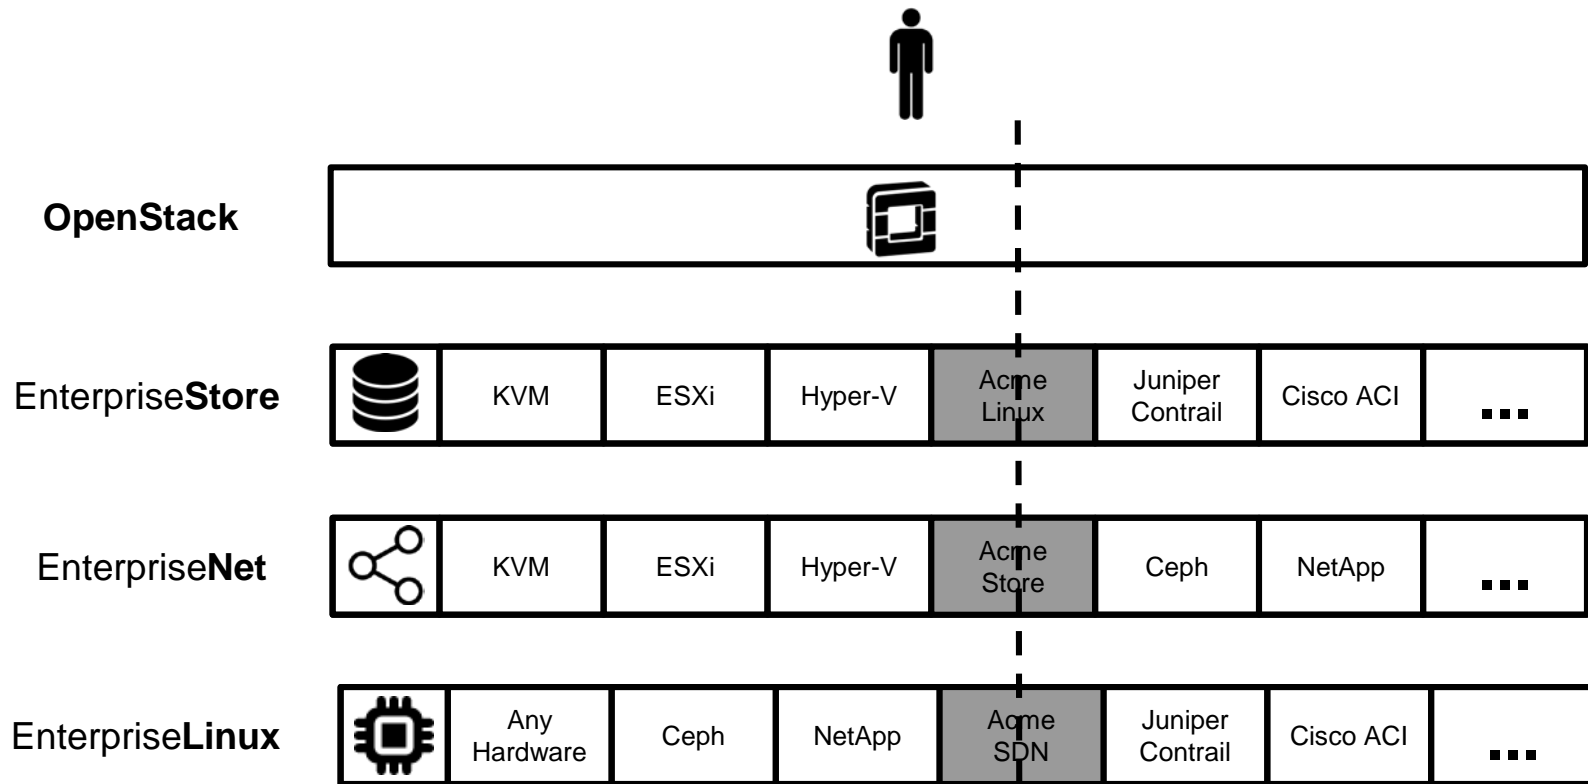 OpenStack
EnterpriseStore
KVM
ESXi
Hyper-V
Acme
Linux
Juniper
Contrail
Cisco ACI
...
EnterpriseNet
KVM
ESXi
Hyper-V
Acme
Store
Ceph
NetApp
...
EnterpriseLinux
Any
Hardware
Ceph
NetApp
Acme
SDN
Juniper
Contrail
Cisco ACI
...